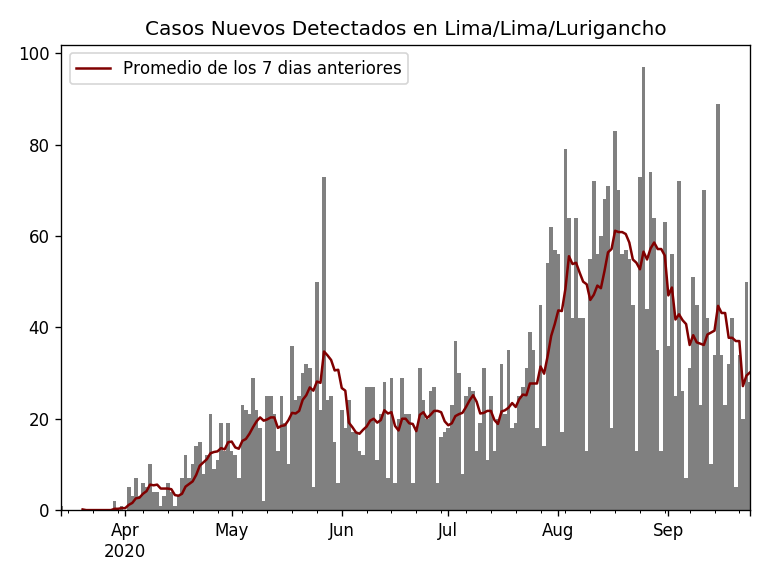 Casos Nuevos Detectados en Lima/Lima/Lurigancho
Promedio de los 7 dias anteriores
100
80
60
40
20
0
Apr May Jun Jul Aug Sep
2020